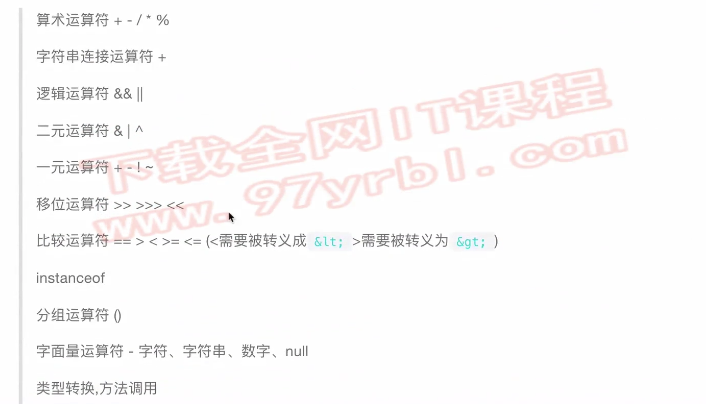 算术运算符 + - / * %
字符串连接运算符 +
逻辑运算符 && ||
二元运算符 & | ^
一元运算符 + - ! ~
移位运算符 >> >>> <<
比较运算符 == > < >= <= (<需要被转义成 &lt; >需要被转义为 &gt; )
instanceof
分组运算符 ()
字面量运算符 - 字符、字符串、数字、null
类型转换,方法调用
下载全网IT课程
www.97yrbl.com